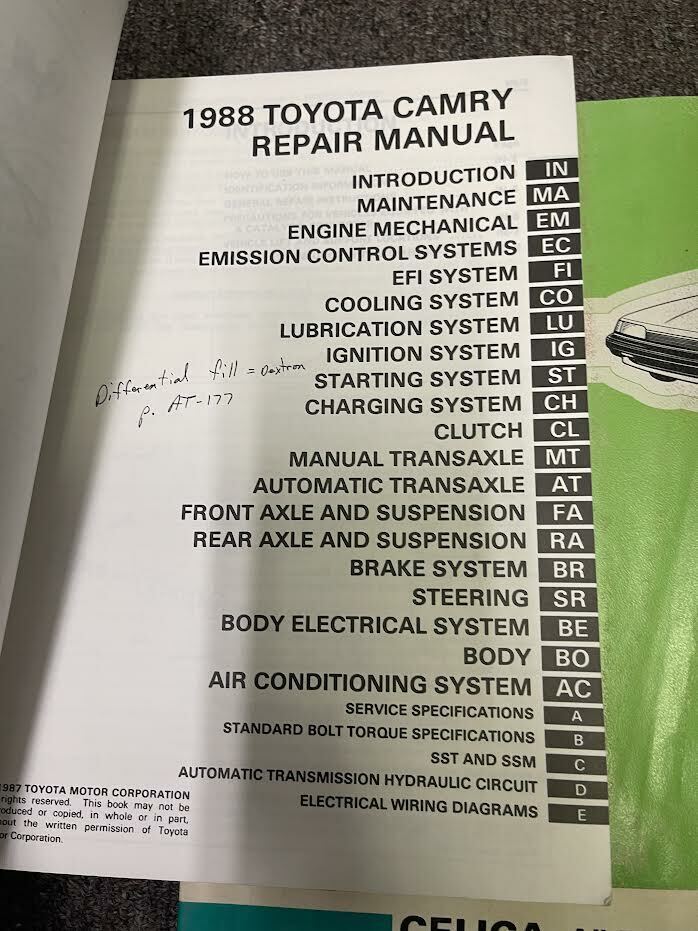 1988 TOYOTA CAMRY
REPAIR MANUAL
INTRODUCTION IN
MAINTENANCE MA
ENGINE MECHANICAL EM
EMISSION CONTROL SYSTEMS EC
EFI SYSTEM FI
COOLING SYSTEM CO
LUBRICATION SYSTEM LU
IGNITION SYSTEM IG
STARTING SYSTEM ST
CHARGING SYSTEM CH
CLUTCH CL
MANUAL TRANSAXLE MT
AUTOMATIC TRANSAXLE AT
FRONT AXLE AND SUSPENSION FA
REAR AXLE AND SUSPENSION RA
BRAKE SYSTEM BR
STEERING SR
BODY ELECTRICAL SYSTEM BE
BODY BO
AIR CONDITIONING SYSTEM AC
SERVICE SPECIFICATIONS A
STANDARD BOLT TORQUE SPECIFICATIONS B
SST AND SSM C
AUTOMATIC TRANSMISSION HYDRAULIC CIRCUIT D
ELECTRICAL WIRING DIAGRAMS E
Differential fill = Dextron
p. AT-177
1987 TOYOTA MOTOR CORPORATION
rights reserved. This book may not be
oduced or copied, in whole or in part,
out the written permission of Toyota
or Corporation.
CELICA